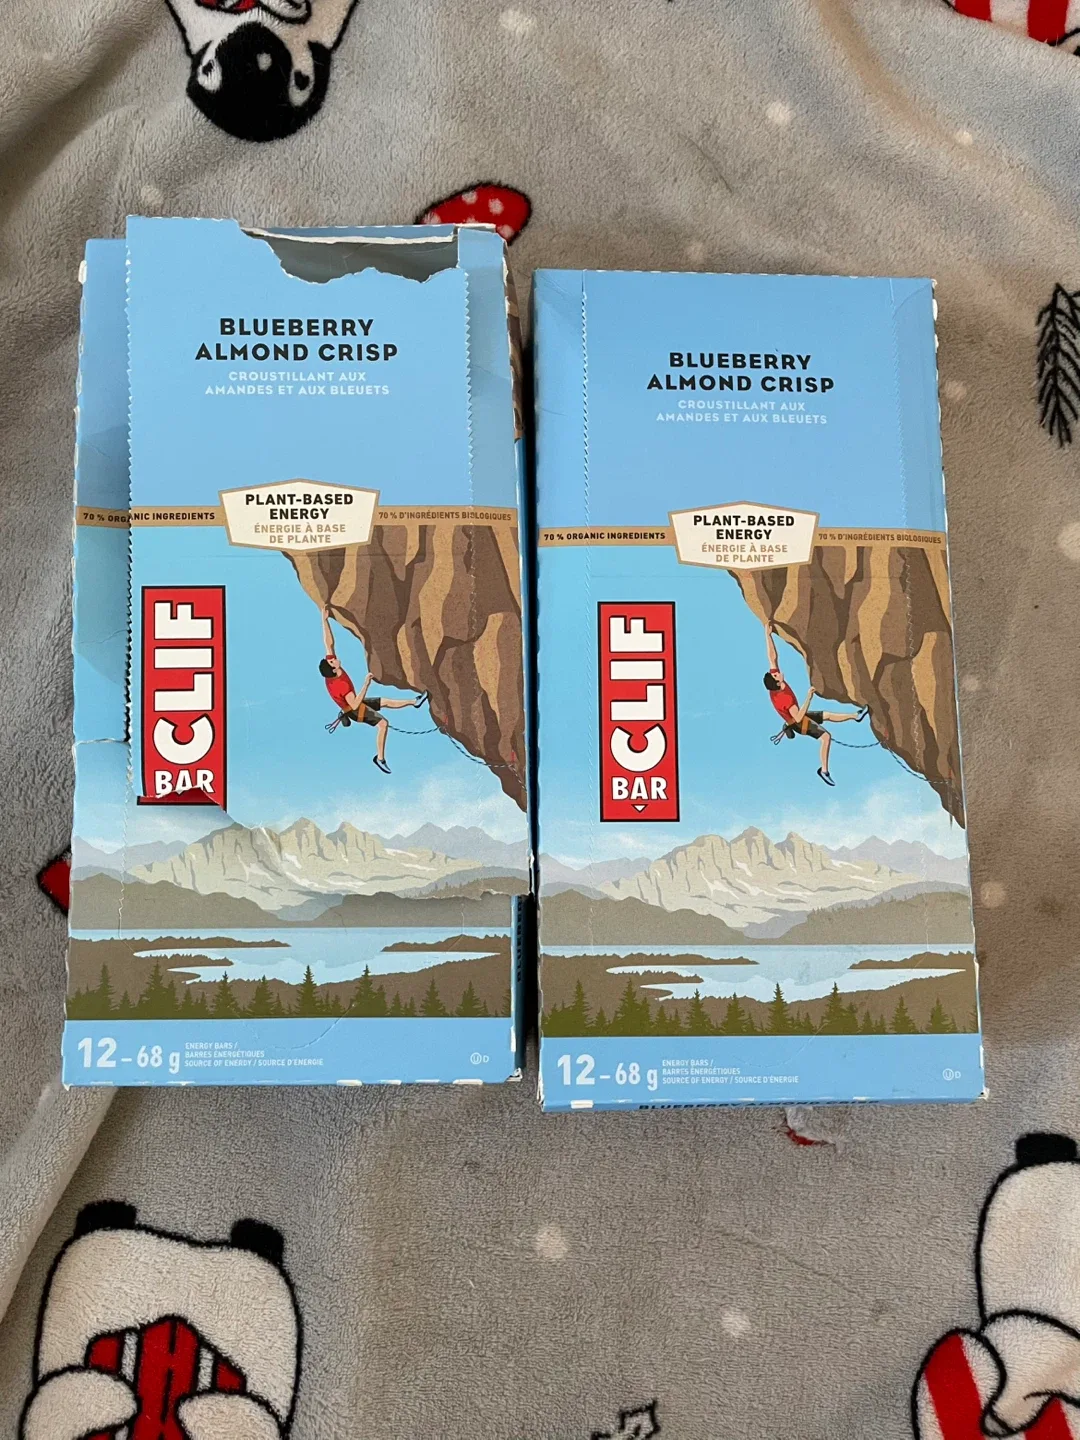 BLUEBERRY
ALMOND CRISP
CROUSTILLANT AUX
AMANDES ET AUX BLEUETS
PLANT-BASED
ENERGY
ÉNERGIE À BASE
DE PLANTE
70 % ORGANIC INGREDIENTS
70 % D'INGRÉDIENTS BIOLOGIQUES
CLIF
BAR
12-68 g
ENERGY BARS /
BARRES ÉNERGÉTIQUES
SOURCE OF ENERGY / SOURCE D'ÉNERGIE
U D
BLUEBERRY
ALMOND CRISP
CROUSTILLANT AUX
AMANDES ET AUX BLEUETS
PLANT-BASED
ENERGY
ÉNERGIE À BASE
DE PLANTE
70 % ORGANIC INGREDIENTS
70 % D'INGRÉDIENTS BIOLOGIQUES
CLIF
BAR
12-68 g
ENERGY BARS /
BARRES ÉNERGÉTIQUES
SOURCE OF ENERGY / SOURCE D'ÉNERGIE
U D
BLUEBERRY ALMOND CRISP